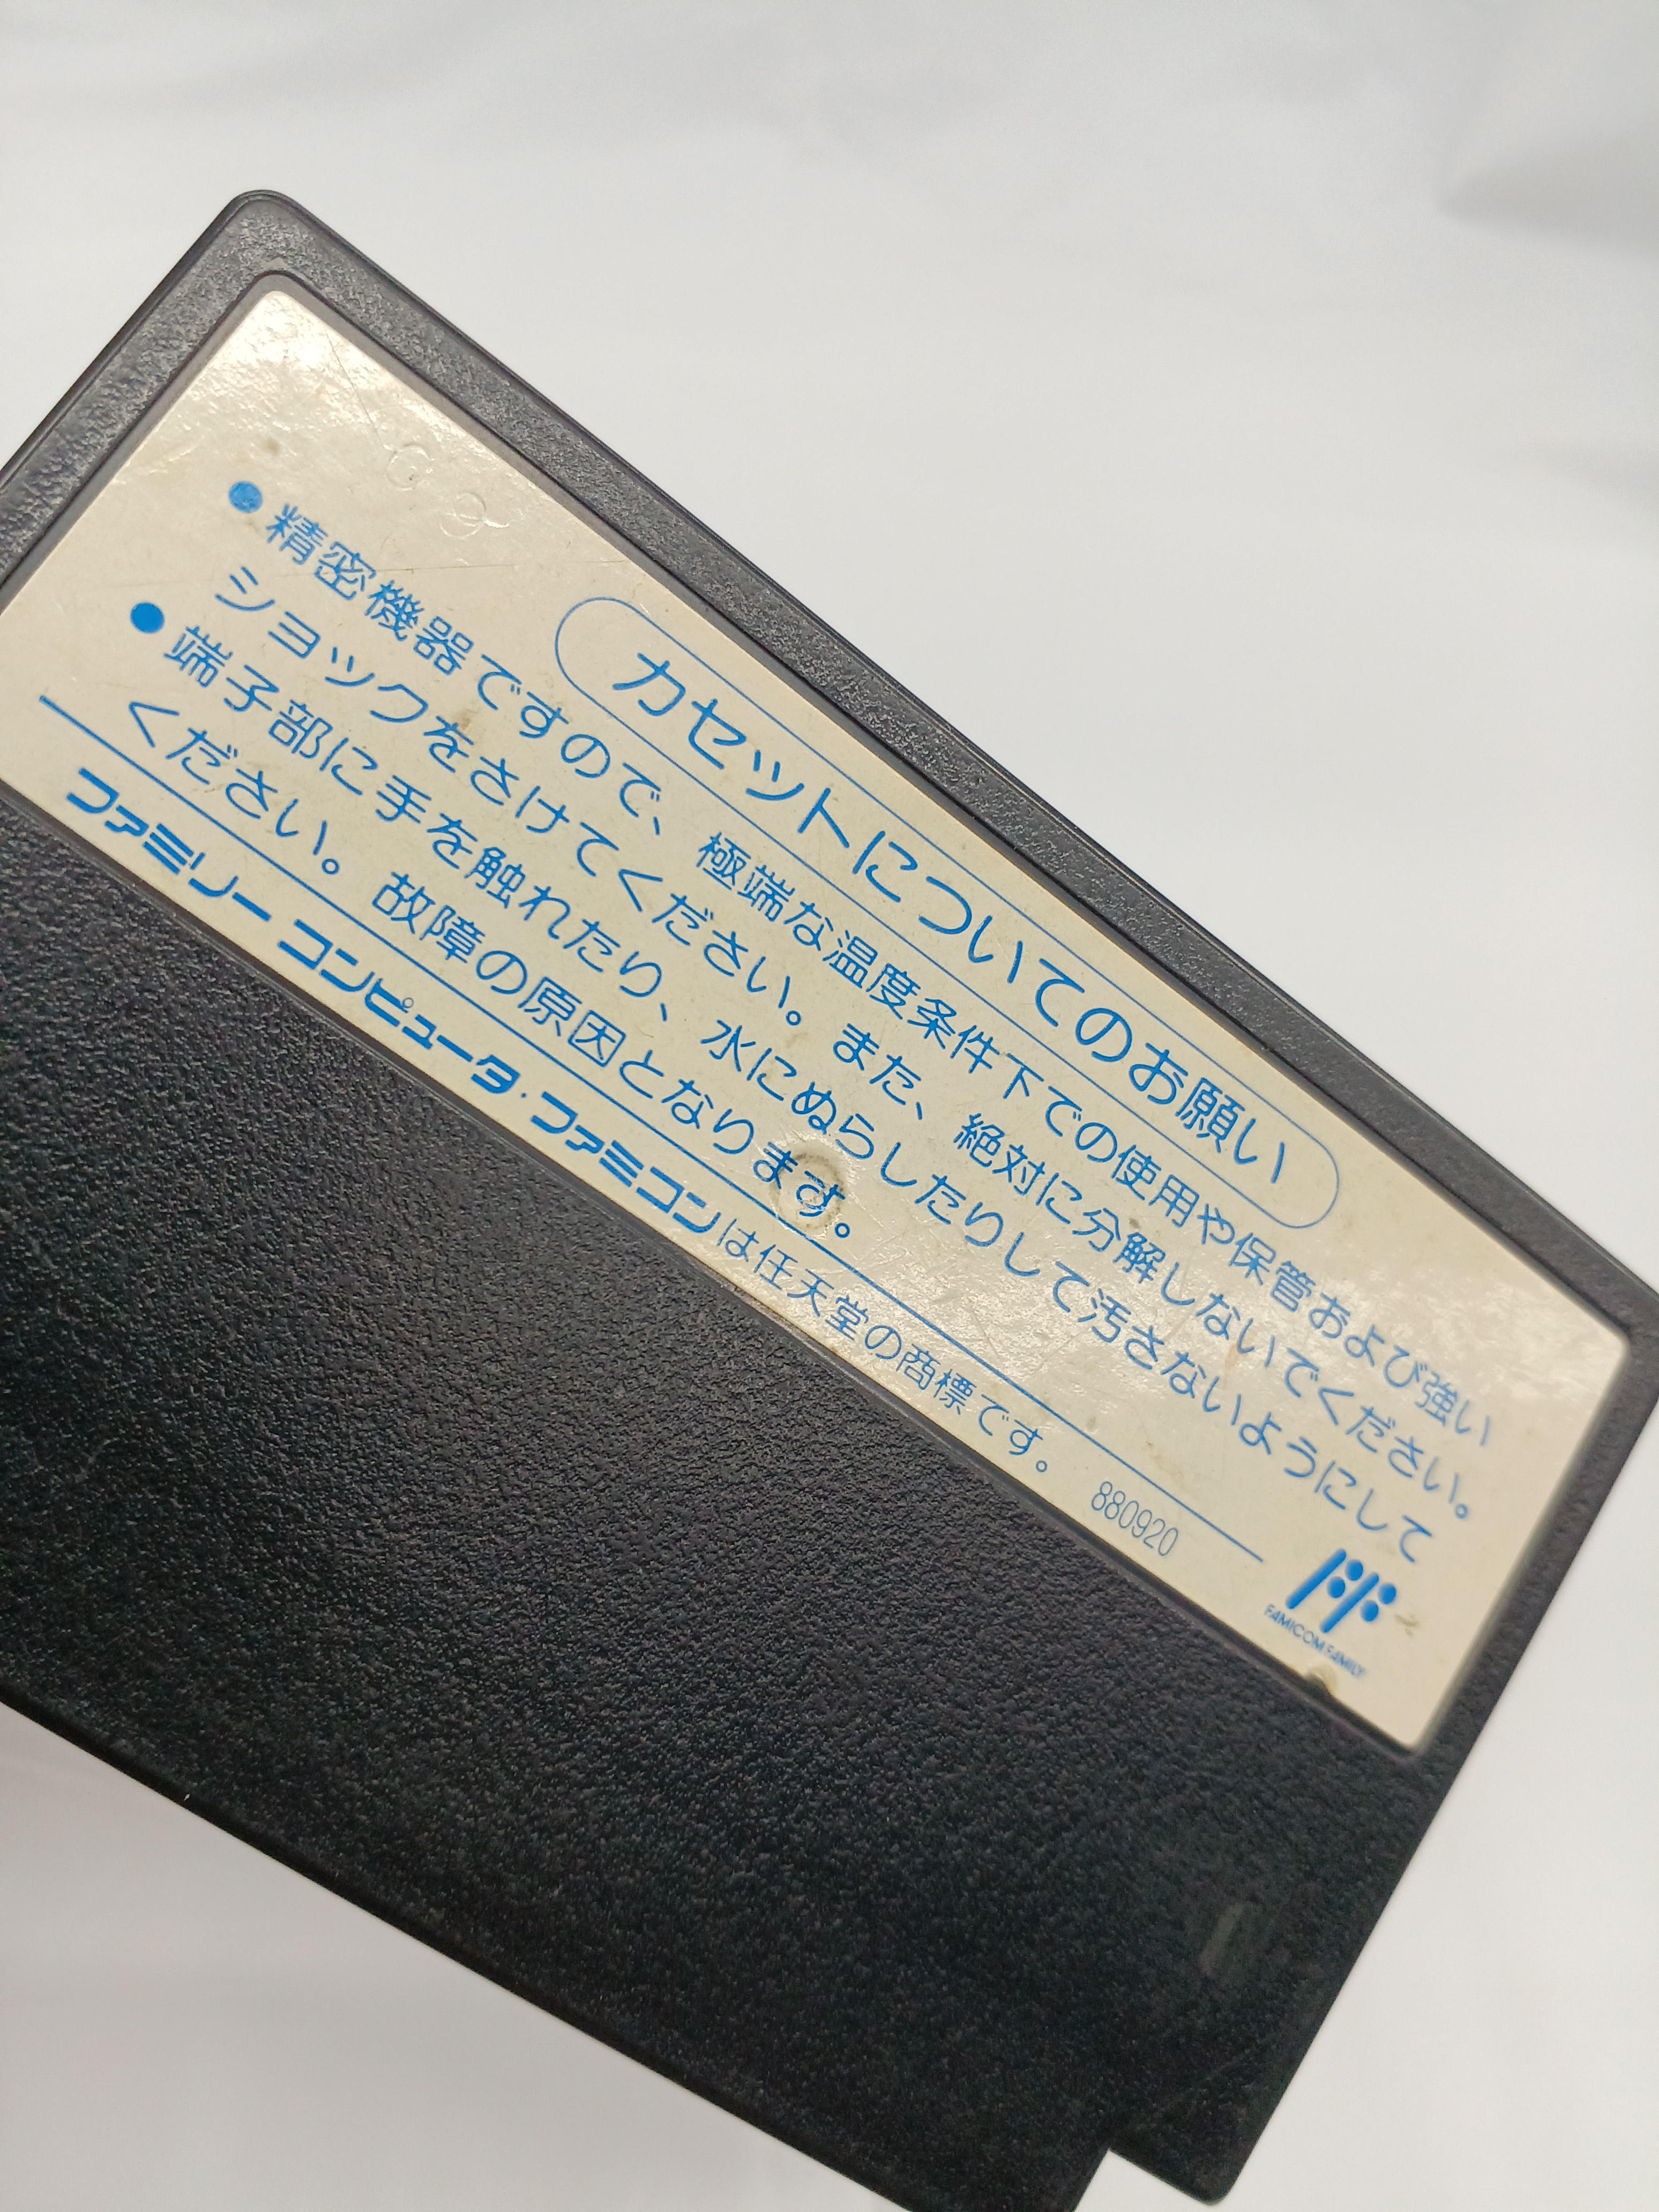 カセットについてのお願い
●精密機器ですので、極端な温度条件下での使用や保管および強い
ショックをさけてください。また、絶対に分解しないでください。
●端子部に手を触れたり、水にぬらしたりして汚さないようにして
ください。故障の原因となります。
ファミリー コンピュータ・ファミコンは任天堂の商標です。 880920
FAMICOM FAMILY